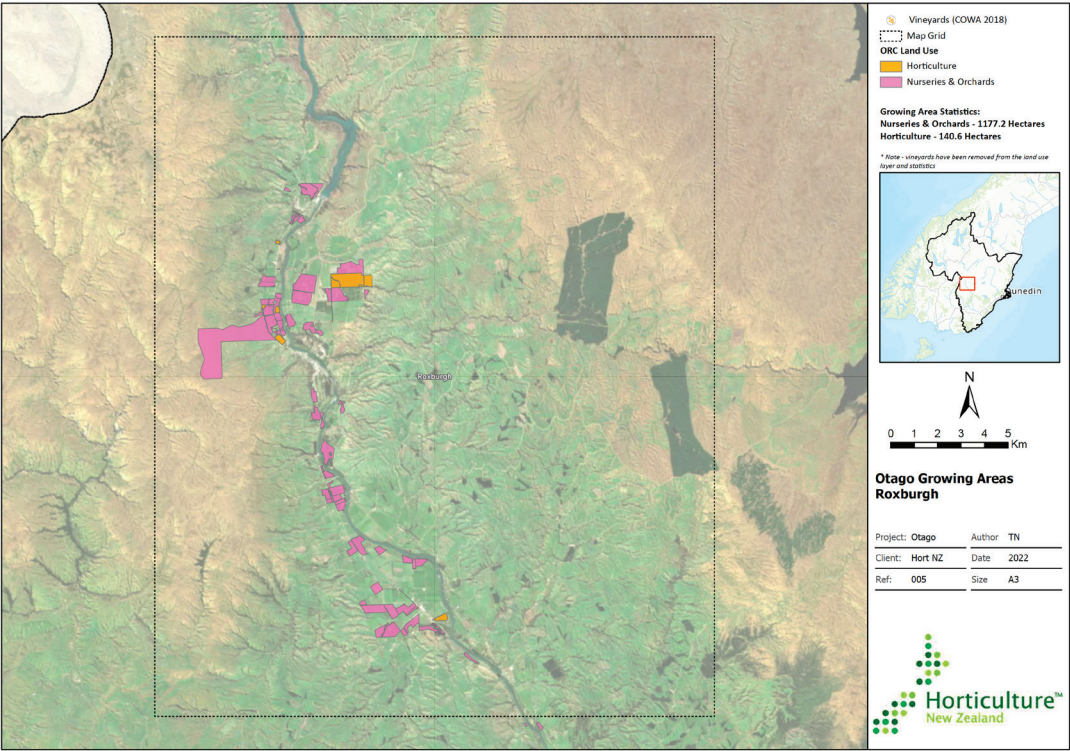 Vineyards (COWA 2018)
Map Grid
ORC Land Use
Horticulture
Nurseries & Orchards
Growing Area Statistics:
Nurseries & Orchards - 1177.2 Hectares
Horticulture - 140.6 Hectares
* Note - vineyards have been removed from the land use
layer and statistics
Dunedin
Roxburgh
N
0 1 2 3 4 5
Km
Otago Growing Areas
Roxburgh
Project: Otago Author TN
Client: Hort NZ Date 2022
Ref: 005 Size A3
Horticulture™
New Zealand